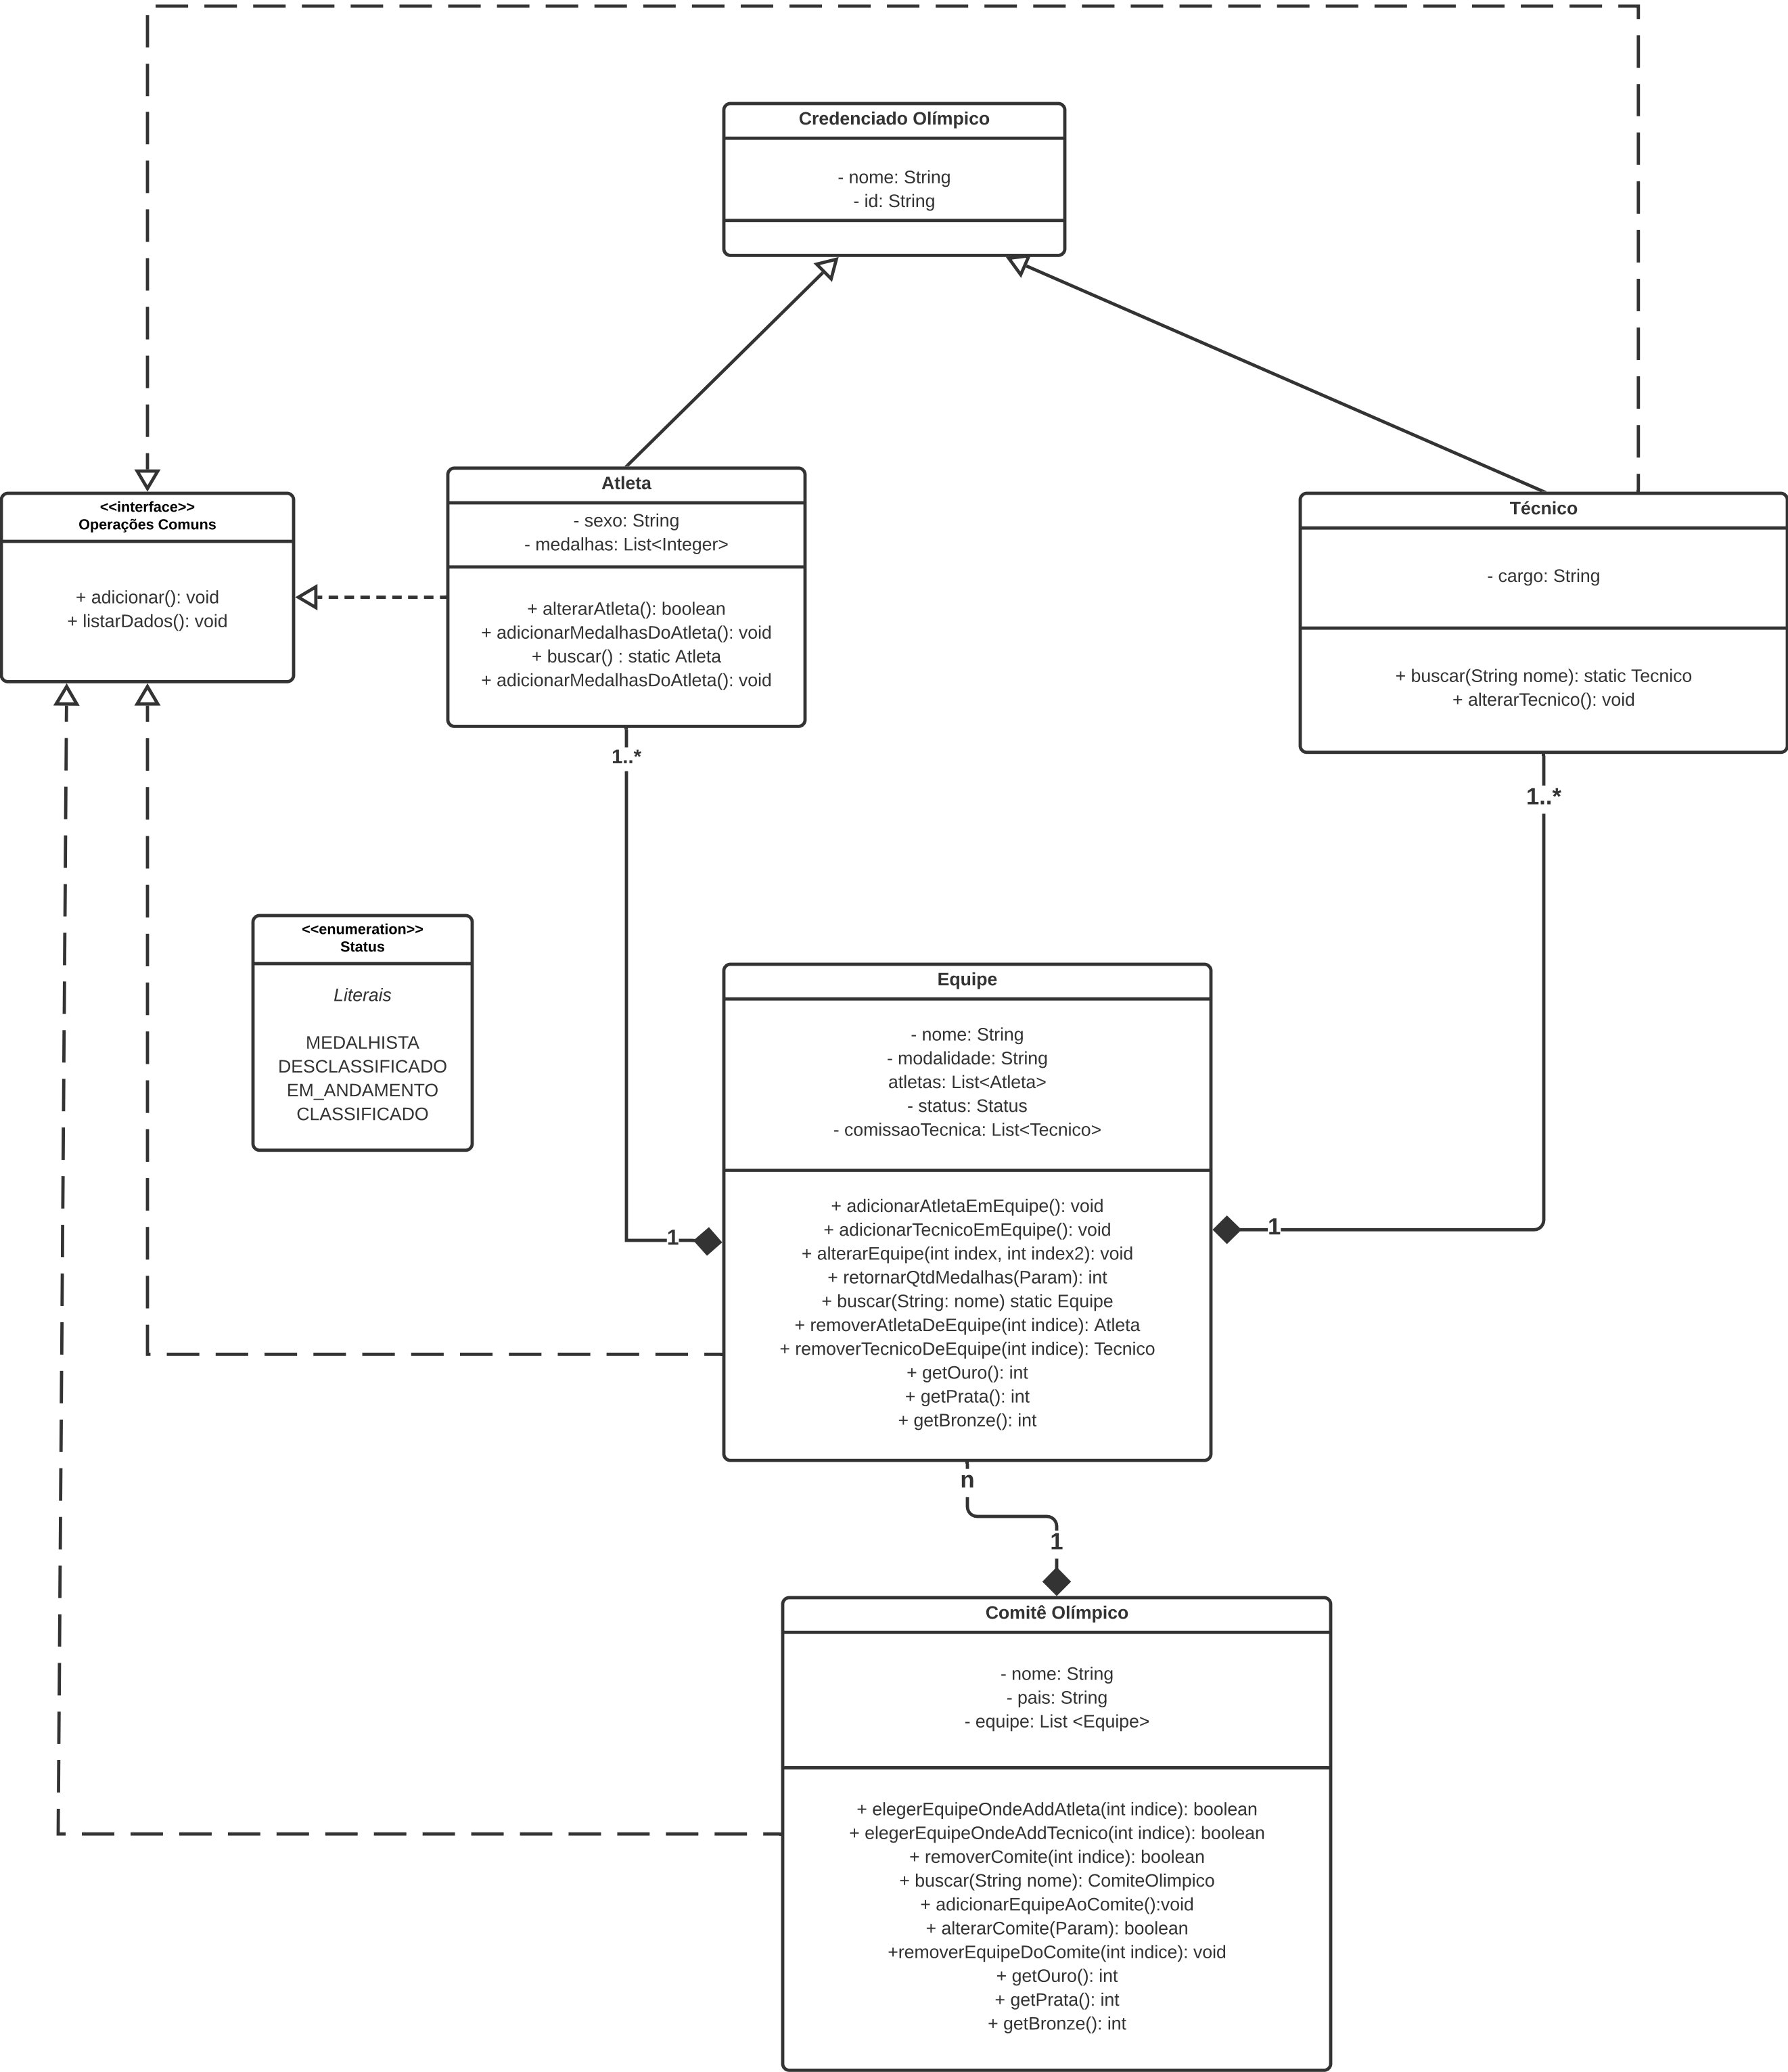 Credenciado Olímpico
- nome: String
- id: String
<<interface>>
Operações Comuns
+ adicionar(): void
+ listarDados(): void
Atleta
- sexo: String
- medalhas: List<Integer>
+ alterarAtleta(): boolean
+ adicionarMedalhasDoAtleta(): void
+ buscar() : static Atleta
+ adicionarMedalhasDoAtleta(): void
1..*
Técnico
- cargo: String
+ buscar(String nome): static Tecnico
+ alterarTecnico(): void
1..*
<<enumeration>>
Status
Literais
MEDALHISTA
DESCLASSIFICADO
EM_ANDAMENTO
CLASSIFICADO
Equipe
- nome: String
- modalidade: String
atletas: List<Atleta>
- status: Status
- comissaoTecnica: List<Tecnico>
+ adicionarAtletaEmEquipe(): void
+ adicionarTecnicoEmEquipe(): void
+ alterarEquipe(int index, int index2): void
+ retornarQtdMedalhas(Param): int
+ buscar(String: nome) static Equipe
+ removerAtletaDeEquipe(int indice): Atleta
+ removerTecnicoDeEquipe(int indice): Tecnico
+ getOuro(): int
+ getPrata(): int
+ getBronze(): int
1
1
n
1
Comitê Olímpico
- nome: String
- pais: String
- equipe: List <Equipe>
+ elegerEquipeOndeAddAtleta(int indice): boolean
+ elegerEquipeOndeAddTecnico(int indice): boolean
+ removerComite(int indice): boolean
+ buscar(String nome): ComiteOlimpico
+ adicionarEquipeAoComite():void
+ alterarComite(Param): boolean
+removerEquipeDoComite(int indice): void
+ getOuro(): int
+ getPrata(): int
+ getBronze(): int